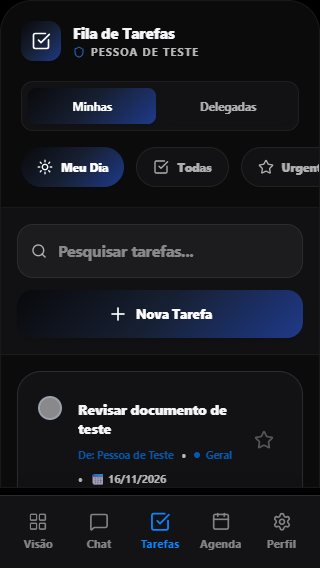 Fila de Tarefas
PESSOA DE TESTE
Minhas
Delegadas
Meu Dia
Todas
Urgent
Pesquisar tarefas...
Nova Tarefa
Revisar documento de
teste
De: Pessoa de Teste • • Geral
• 16/11/2026
Visão
Chat
Tarefas
Agenda
Perfil